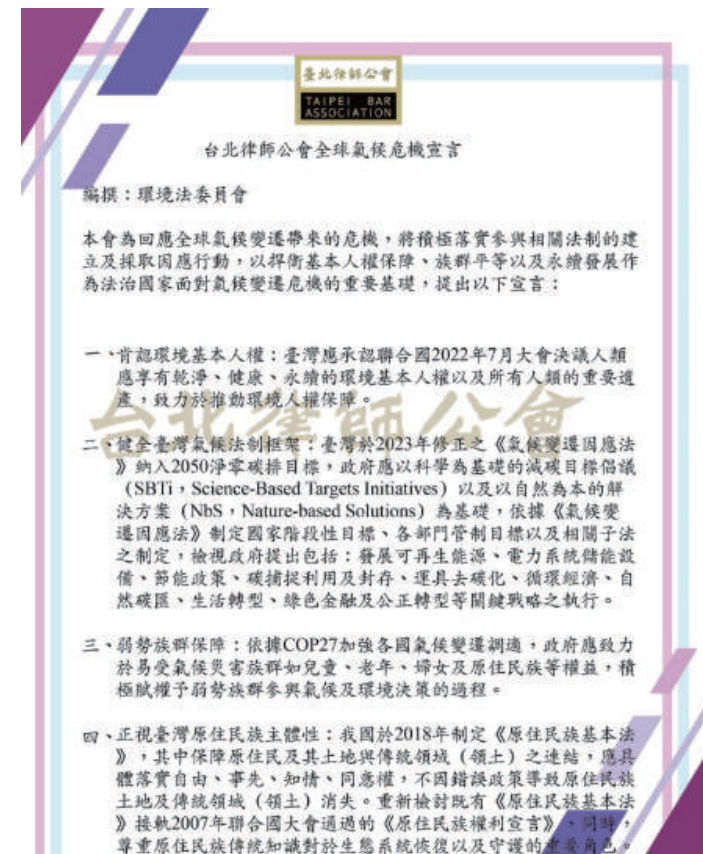 臺北律師公會
TAIPEI BAR
ASSOCIATION
台北律師公會全球氣候危機宣言
編撰：環境法委員會
本會為回應全球氣候變遷帶來的危機，將積極落實參與相關法制的建
立及採取因應行動，以捍衛基本人權保障、族群平等以及永續發展作
為法治國家面對氣候變遷危機的重要基礎，提出以下宣言：
一、肯認環境基本人權：臺灣應承認聯合國2022年7月大會決議人類
應享有乾淨、健康、永續的環境基本人權以及所有人類的重要遺
產，致力於推動環境人權保障。
台北律師公會
二、健全臺灣氣候法制框架：臺灣於2023年修正之《氣候變遷因應法
》納入2050淨零碳排目標，政府應以科學為基礎的減碳目標倡議
（SBTi，Science-Based Targets Initiatives）以及以自然為本的解
決方案（NbS，Nature-based Solutions）為基礎，依據《氣候變
遷因應法》制定國家階段性目標、各部門管制目標以及相關子法
之制定，檢視政府提出包括：發展可再生能源、電力系統儲能設
備、節能政策、碳捕捉利用及封存、運具去碳化、循環經濟、自
然碳匯、生活轉型、綠色金融及公正轉型等關鍵戰略之執行。
三、弱勢族群保障：依據COP27加強各國氣候變遷調適，政府應致力
於易受氣候災害族群如兒童、老年、婦女及原住民族等權益，積
極賦權予弱勢族群參與氣候及環境決策的過程。
四、正視臺灣原住民族主體性：我國於2018年制定《原住民族基本法
》，其中保障原住民及其土地與傳統領域（領土）之連結，應具
體落實自由、事先、知情、同意權，不因錯誤政策導致原住民族
土地及傳統領域（領土）消失。重新檢討既有《原住民族基本法
》接軌2007年聯合國大會通過的《原住民族權利宣言》，同時，
尊重原住民族傳統知識對於生態系統恢復以及守護的重要角色。